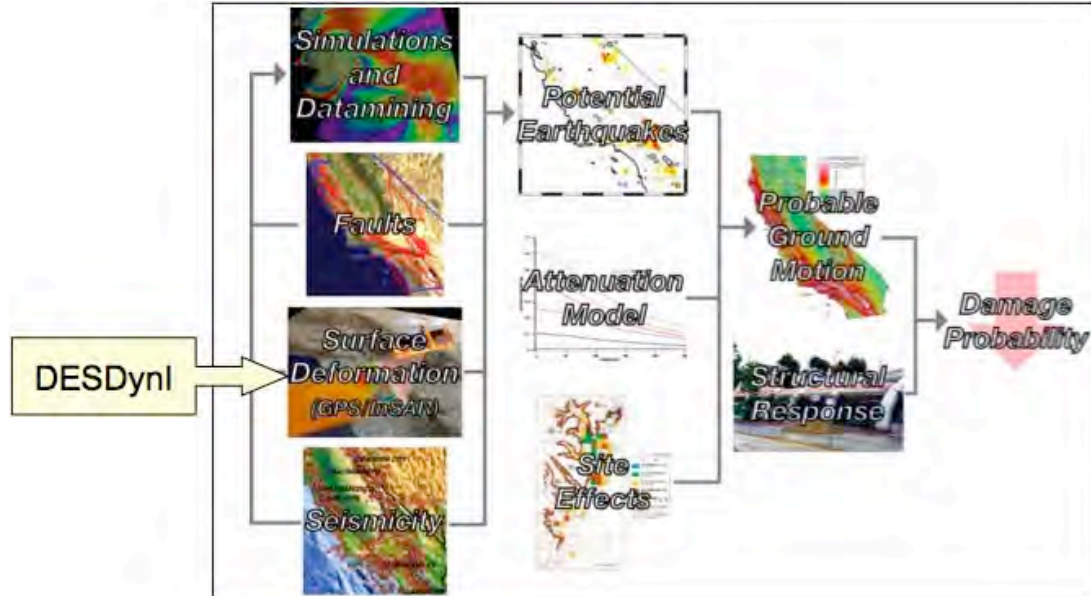 DESDynI
Simulations
and
Datamining
Faults
Surface
Deformation
(GPS/InSAR)
Seismicity
Potential
Earthquakes
Attenuation
Model
Site
Effects
Probable
Ground
Motion
Structural
Response
Damage
Probability